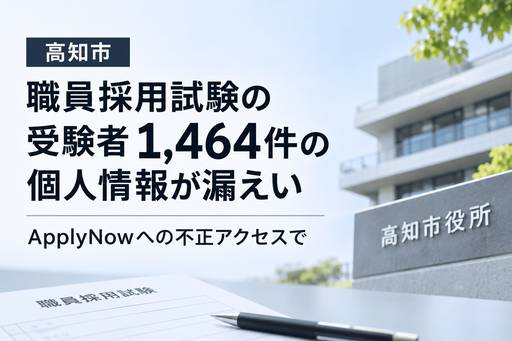 高知市
職員採用試験の
受験者1,464件の
個人情報が漏えい
ApplyNowへの不正アクセスで
高知市役所
職員採用試験